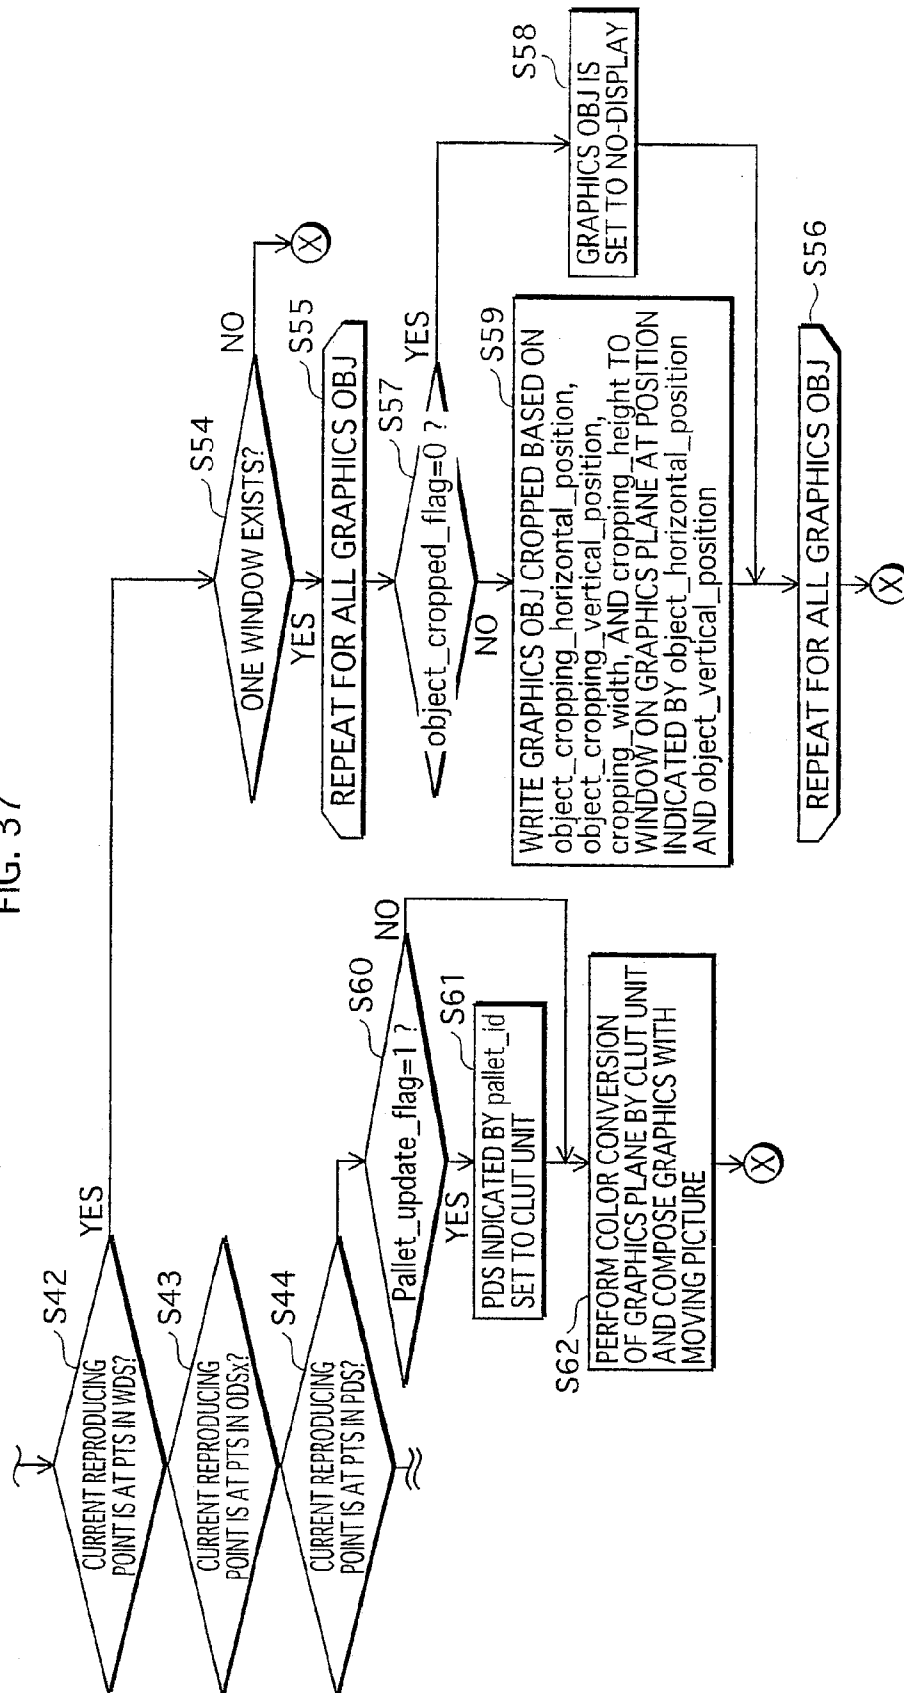 FIG. 37
CURRENT REPRODUCING
POINT IS AT PTS IN WDS?
S42
YES
CURRENT REPRODUCING
POINT IS AT PTS IN ODSx?
S43
CURRENT REPRODUCING
POINT IS AT PTS IN PDS?
S44
Pallet_update_flag=1 ?
S60
NO
YES
S61
PDS INDICATED BY pallet_id
SET TO CLUT UNIT
S62
PERFORM COLOR CONVERSION
OF GRAPHICS PLANE BY CLUT UNIT
AND COMPOSE GRAPHICS WITH
MOVING PICTURE
X
ONE WINDOW EXISTS?
S54
NO
X
YES
S55
REPEAT FOR ALL GRAPHICS OBJ
S57
object_cropped_flag=0 ?
YES
NO
S58
GRAPHICS OBJ IS
SET TO NO-DISPLAY
S59
WRITE GRAPHICS OBJ CROPPED BASED ON
object_cropping_horizontal_position,
object_cropping_vertical_position,
cropping_width, AND cropping_height TO
WINDOW ON GRAPHICS PLANE AT POSITION
INDICATED BY object_horizontal_position
AND object_vertical_position
S56
REPEAT FOR ALL GRAPHICS OBJ
X